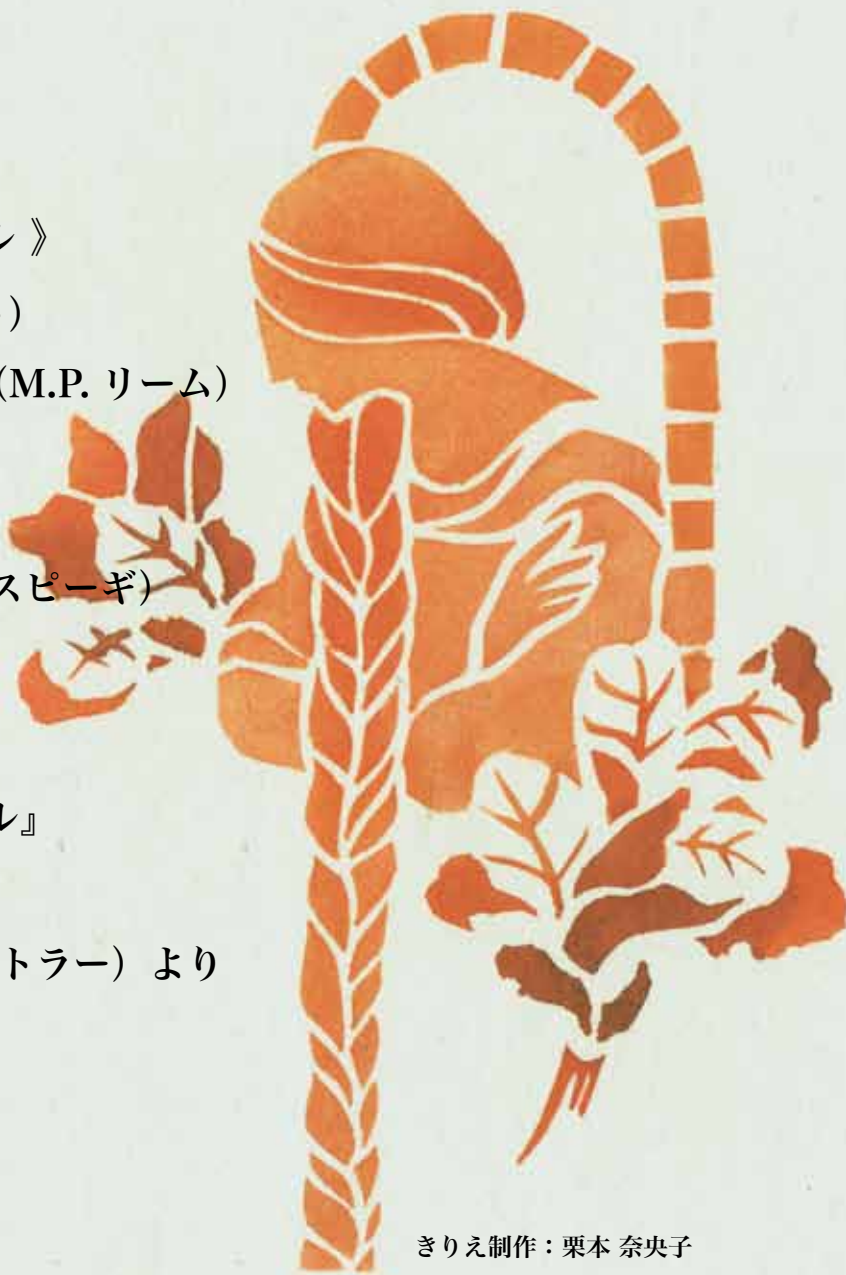 ン 》
)
(M.P. リーム)
スピーギ)
ル』
トラー）より
きりえ制作：栗本 奈央子